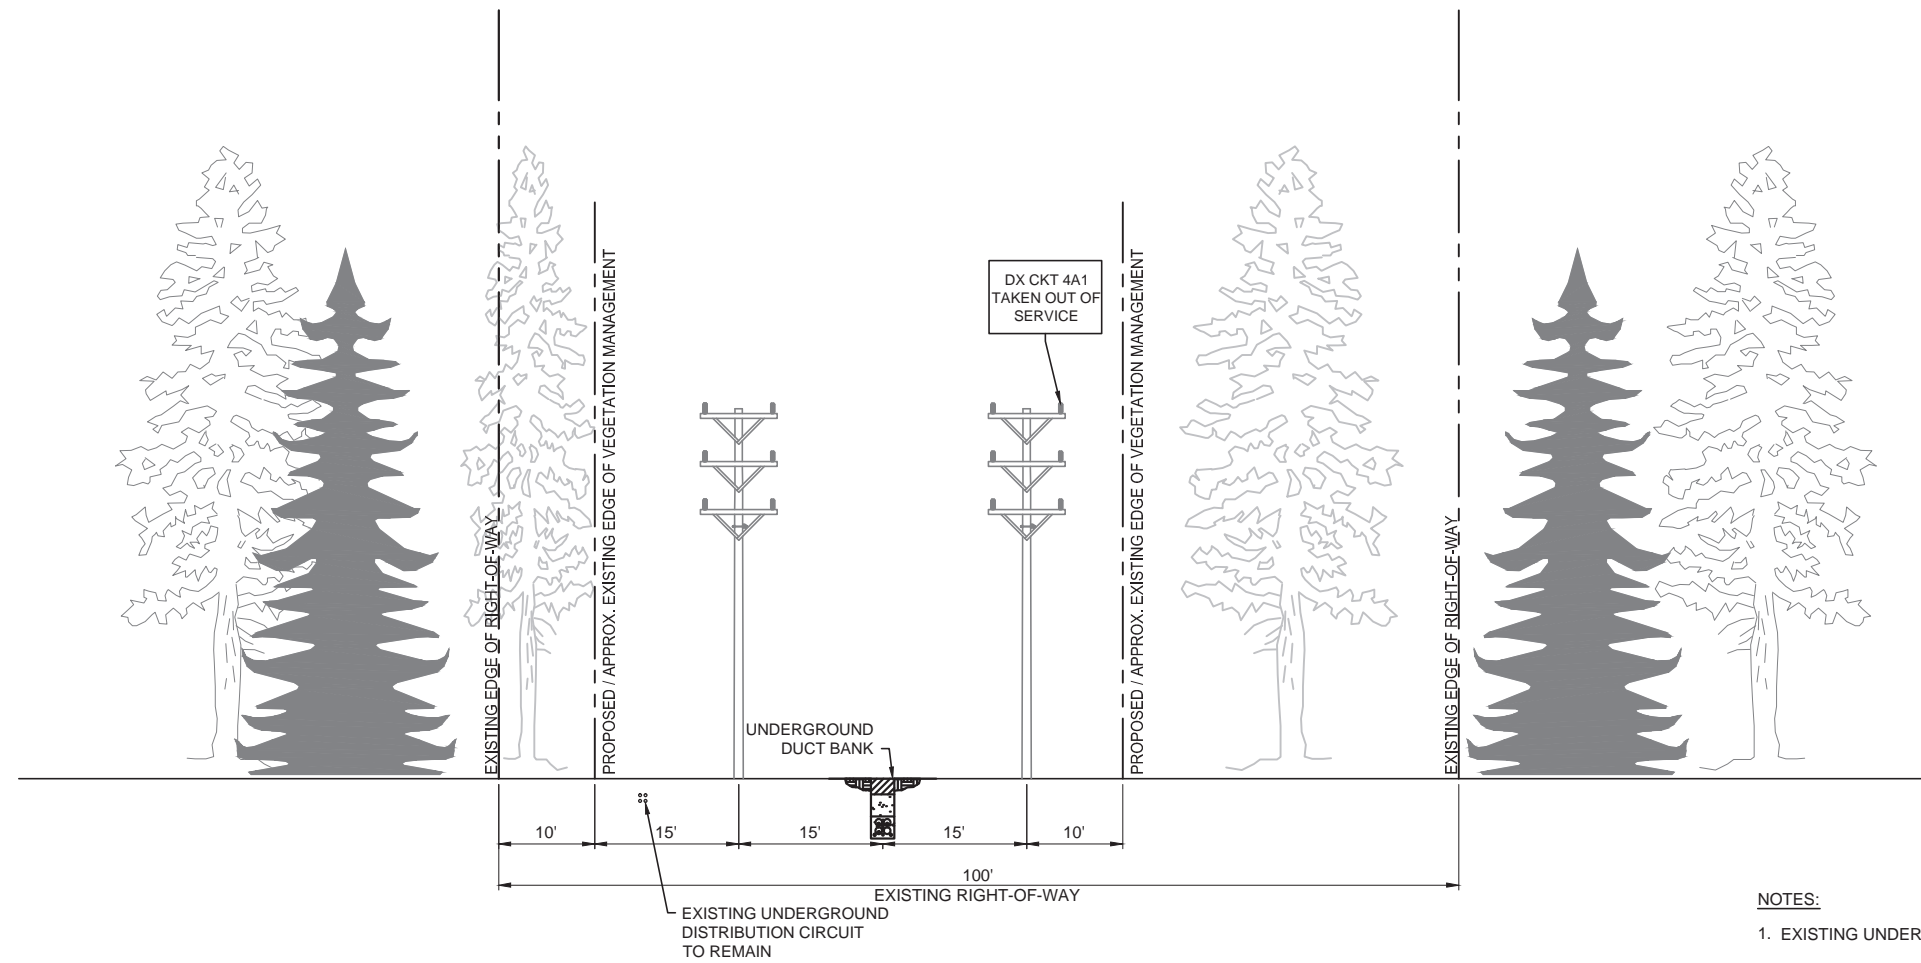 EXISTING EDGE OF RIGHT-OF-WAY
PROPOSED / APPROX. EXISTING EDGE OF VEGETATION MANAGEMENT
DX CKT 4A1
TAKEN OUT OF
SERVICE
PROPOSED / APPROX. EXISTING EDGE OF VEGETATION MANAGEMENT
EXISTING EDGE OF RIGHT-OF-WAY
UNDERGROUND
DUCT BANK
10'
15'
15'
15'
10'
100'
EXISTING RIGHT-OF-WAY
EXISTING UNDERGROUND
DISTRIBUTION CIRCUIT
TO REMAIN
NOTES:
1. EXISTING UNDER